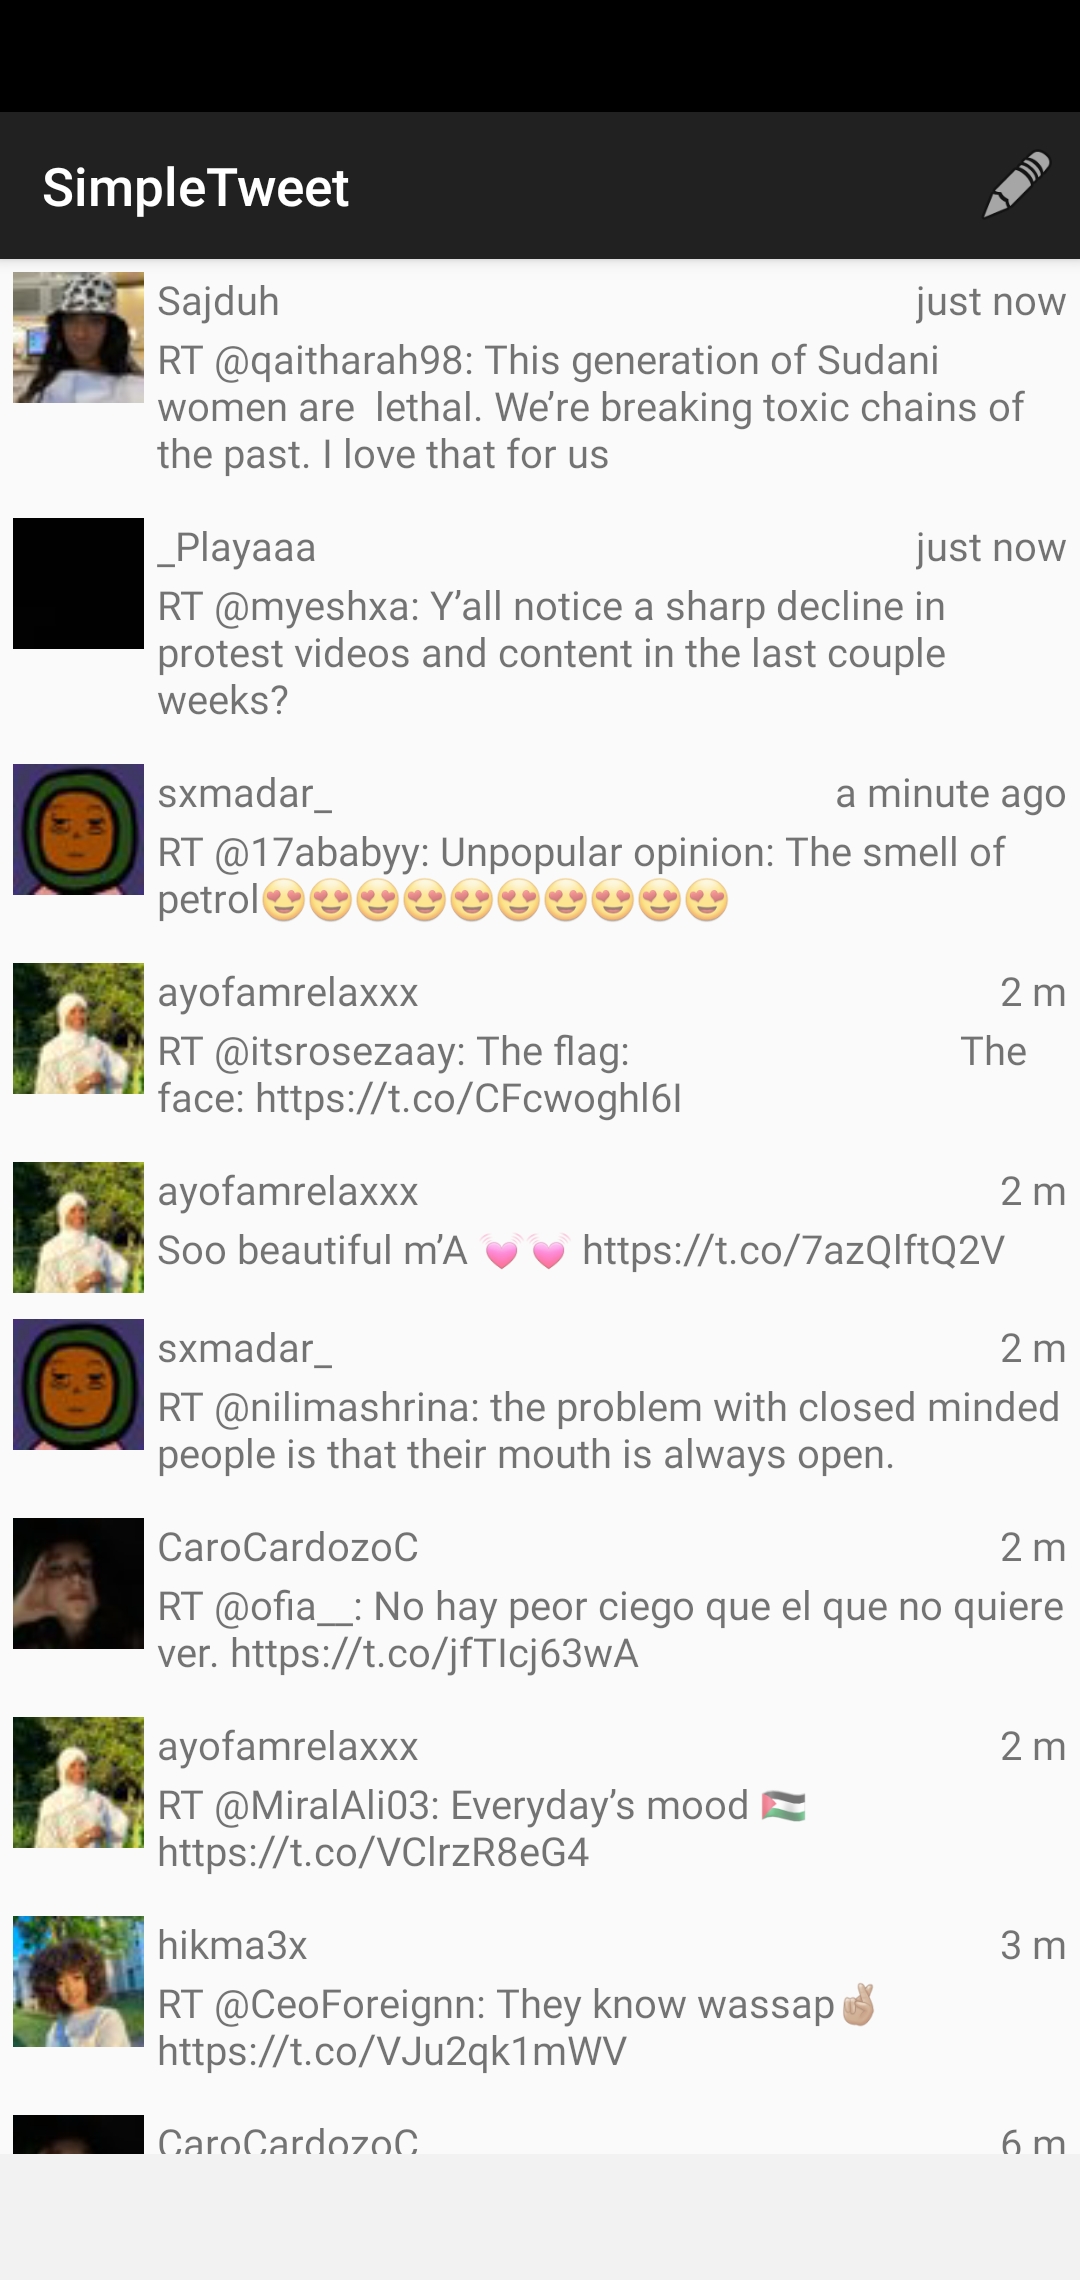 SimpleTweet
Sajduh just now
RT @qaitharah98: This generation of Sudani
women are  lethal. We’re breaking toxic chains of
the past. I love that for us
_Playaaa just now
RT @myeshxa: Y’all notice a sharp decline in
protest videos and content in the last couple
weeks?
sxmadar_ a minute ago
RT @17ababyy: Unpopular opinion: The smell of
petrol😍😍😍😍😍😍😍😍😍😍
ayofamrelaxxx 2 m
RT @itsrosezaay: The flag: The
face: https://t.co/CFcwoghl6I
ayofamrelaxxx 2 m
Soo beautiful m’A 💓💓 https://t.co/7azQlftQ2V
sxmadar_ 2 m
RT @nilimashrina: the problem with closed minded
people is that their mouth is always open.
CaroCardozoC 2 m
RT @ofia__: No hay peor ciego que el que no quiere
ver. https://t.co/jfTIcj63wA
ayofamrelaxxx 2 m
RT @MiralAli03: Everyday’s mood 🇵🇸
https://t.co/VClrzR8eG4
hikma3x 3 m
RT @CeoForeignn: They know wassap🤞🏼
https://t.co/VJu2qk1mWV
CaroCardozoC 6 m